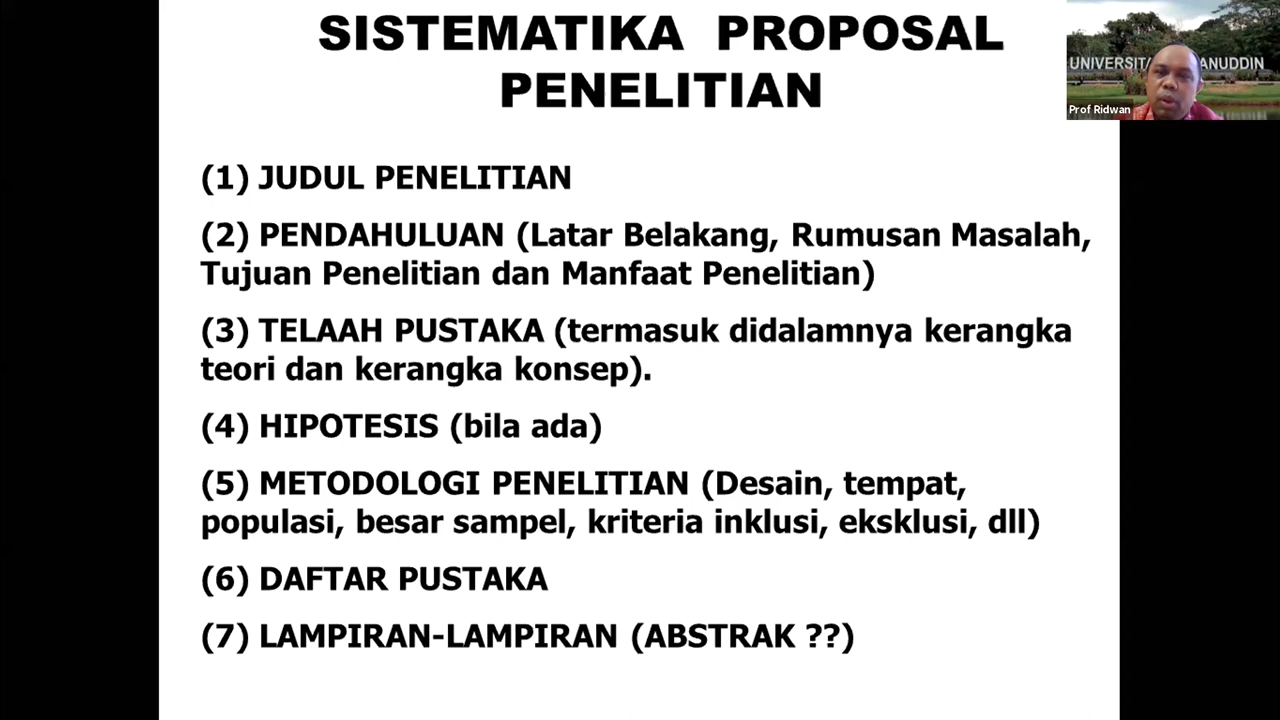 SISTEMATIKA PROPOSAL
PENELITIAN
UNIVERSITA ANUDDIN
Prof Ridwan
(1) JUDUL PENELITIAN
(2) PENDAHULUAN (Latar Belakang, Rumusan Masalah,
Tujuan Penelitian dan Manfaat Penelitian)
(3) TELAAH PUSTAKA (termasuk didalamnya kerangka
teori dan kerangka konsep).
(4) HIPOTESIS (bila ada)
(5) METODOLOGI PENELITIAN (Desain, tempat,
populasi, besar sampel, kriteria inklusi, eksklusi, dll)
(6) DAFTAR PUSTAKA
(7) LAMPIRAN-LAMPIRAN (ABSTRAK ??)